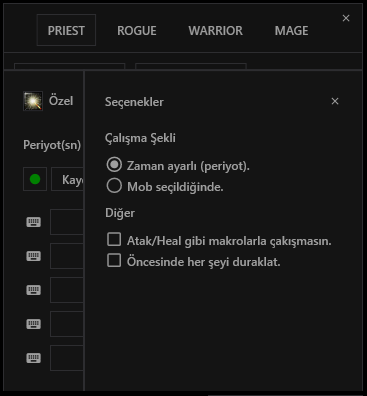 PRIEST ROGUE WARRIOR MAGE
Özel
Seçenekler
Periyot(sn)
Çalışma Şekli
Zaman ayarlı (periyot).
Mob seçildiğinde.
Diğer
Atak/Heal gibi makrolarla çakışmasın.
Öncesinde her şeyi duraklat.